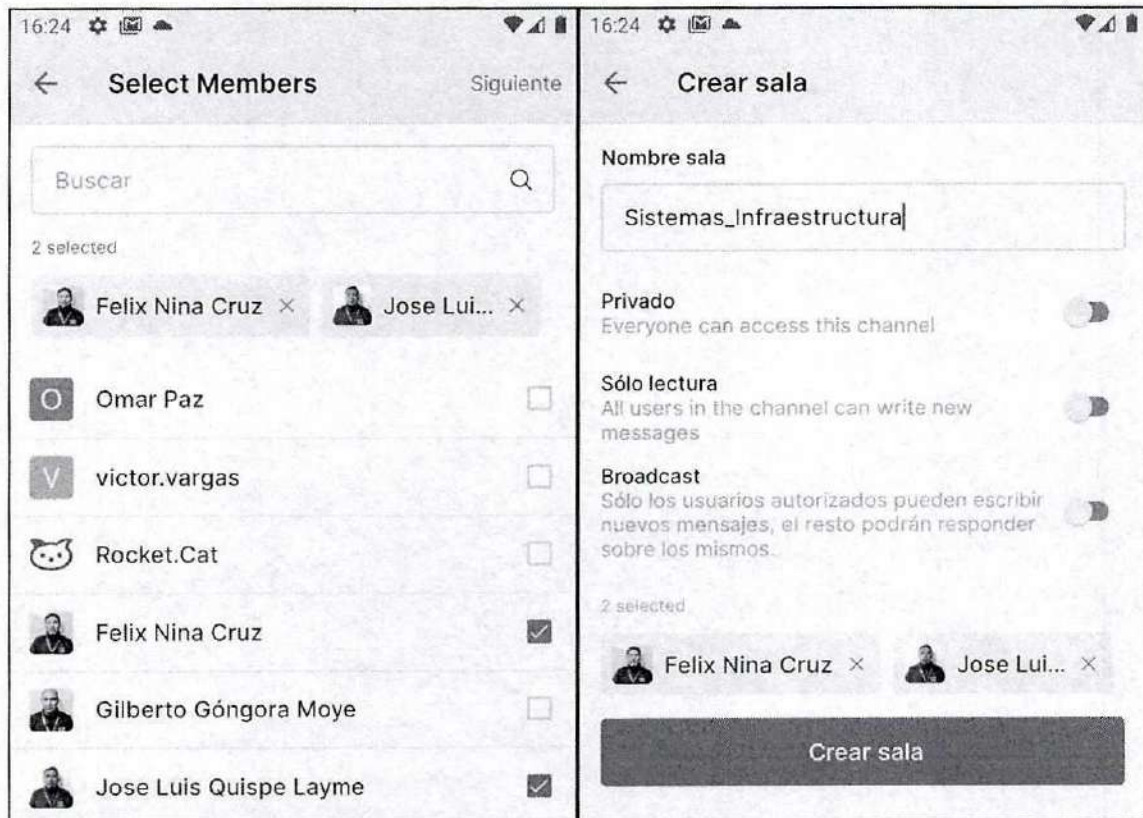 16:24
Select Members
Siguiente
Buscar
2 selected
Felix Nina Cruz ×
Jose Lui... ×
O
Omar Paz
V
victor.vargas
Rocket.Cat
Felix Nina Cruz
Gilberto Góngora Moye
Jose Luis Quispe Layme
16:24
Crear sala
Nombre sala
Sistemas_Infraestructura
Privado
Everyone can access this channel
Sólo lectura
All users in the channel can write new
messages
Broadcast
Sólo los usuarios autorizados pueden escribir
nuevos mensajes, el resto podrán responder
sobre los mismos.
2 selected
Felix Nina Cruz ×
Jose Lui... ×
Crear sala